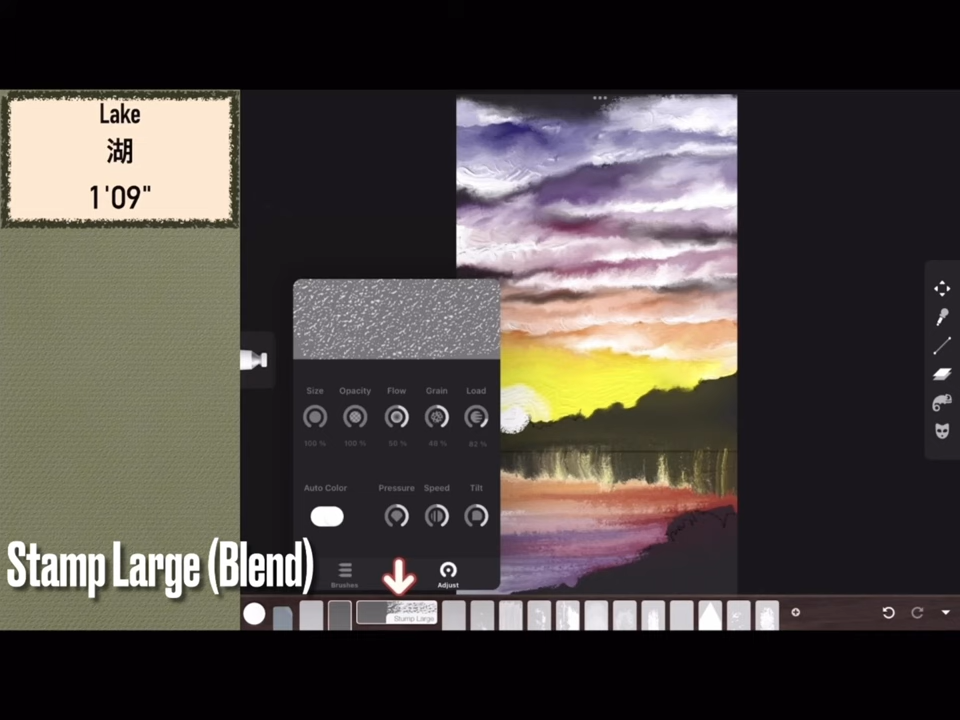 Lake
湖
1'09"
Size Opacity Flow Grain Load
100 % 100 % 50 % 49 % 82 %
Auto Color Pressure Speed Tilt
Stamp Large (Blend)
Brushes Adjust
Stump Large